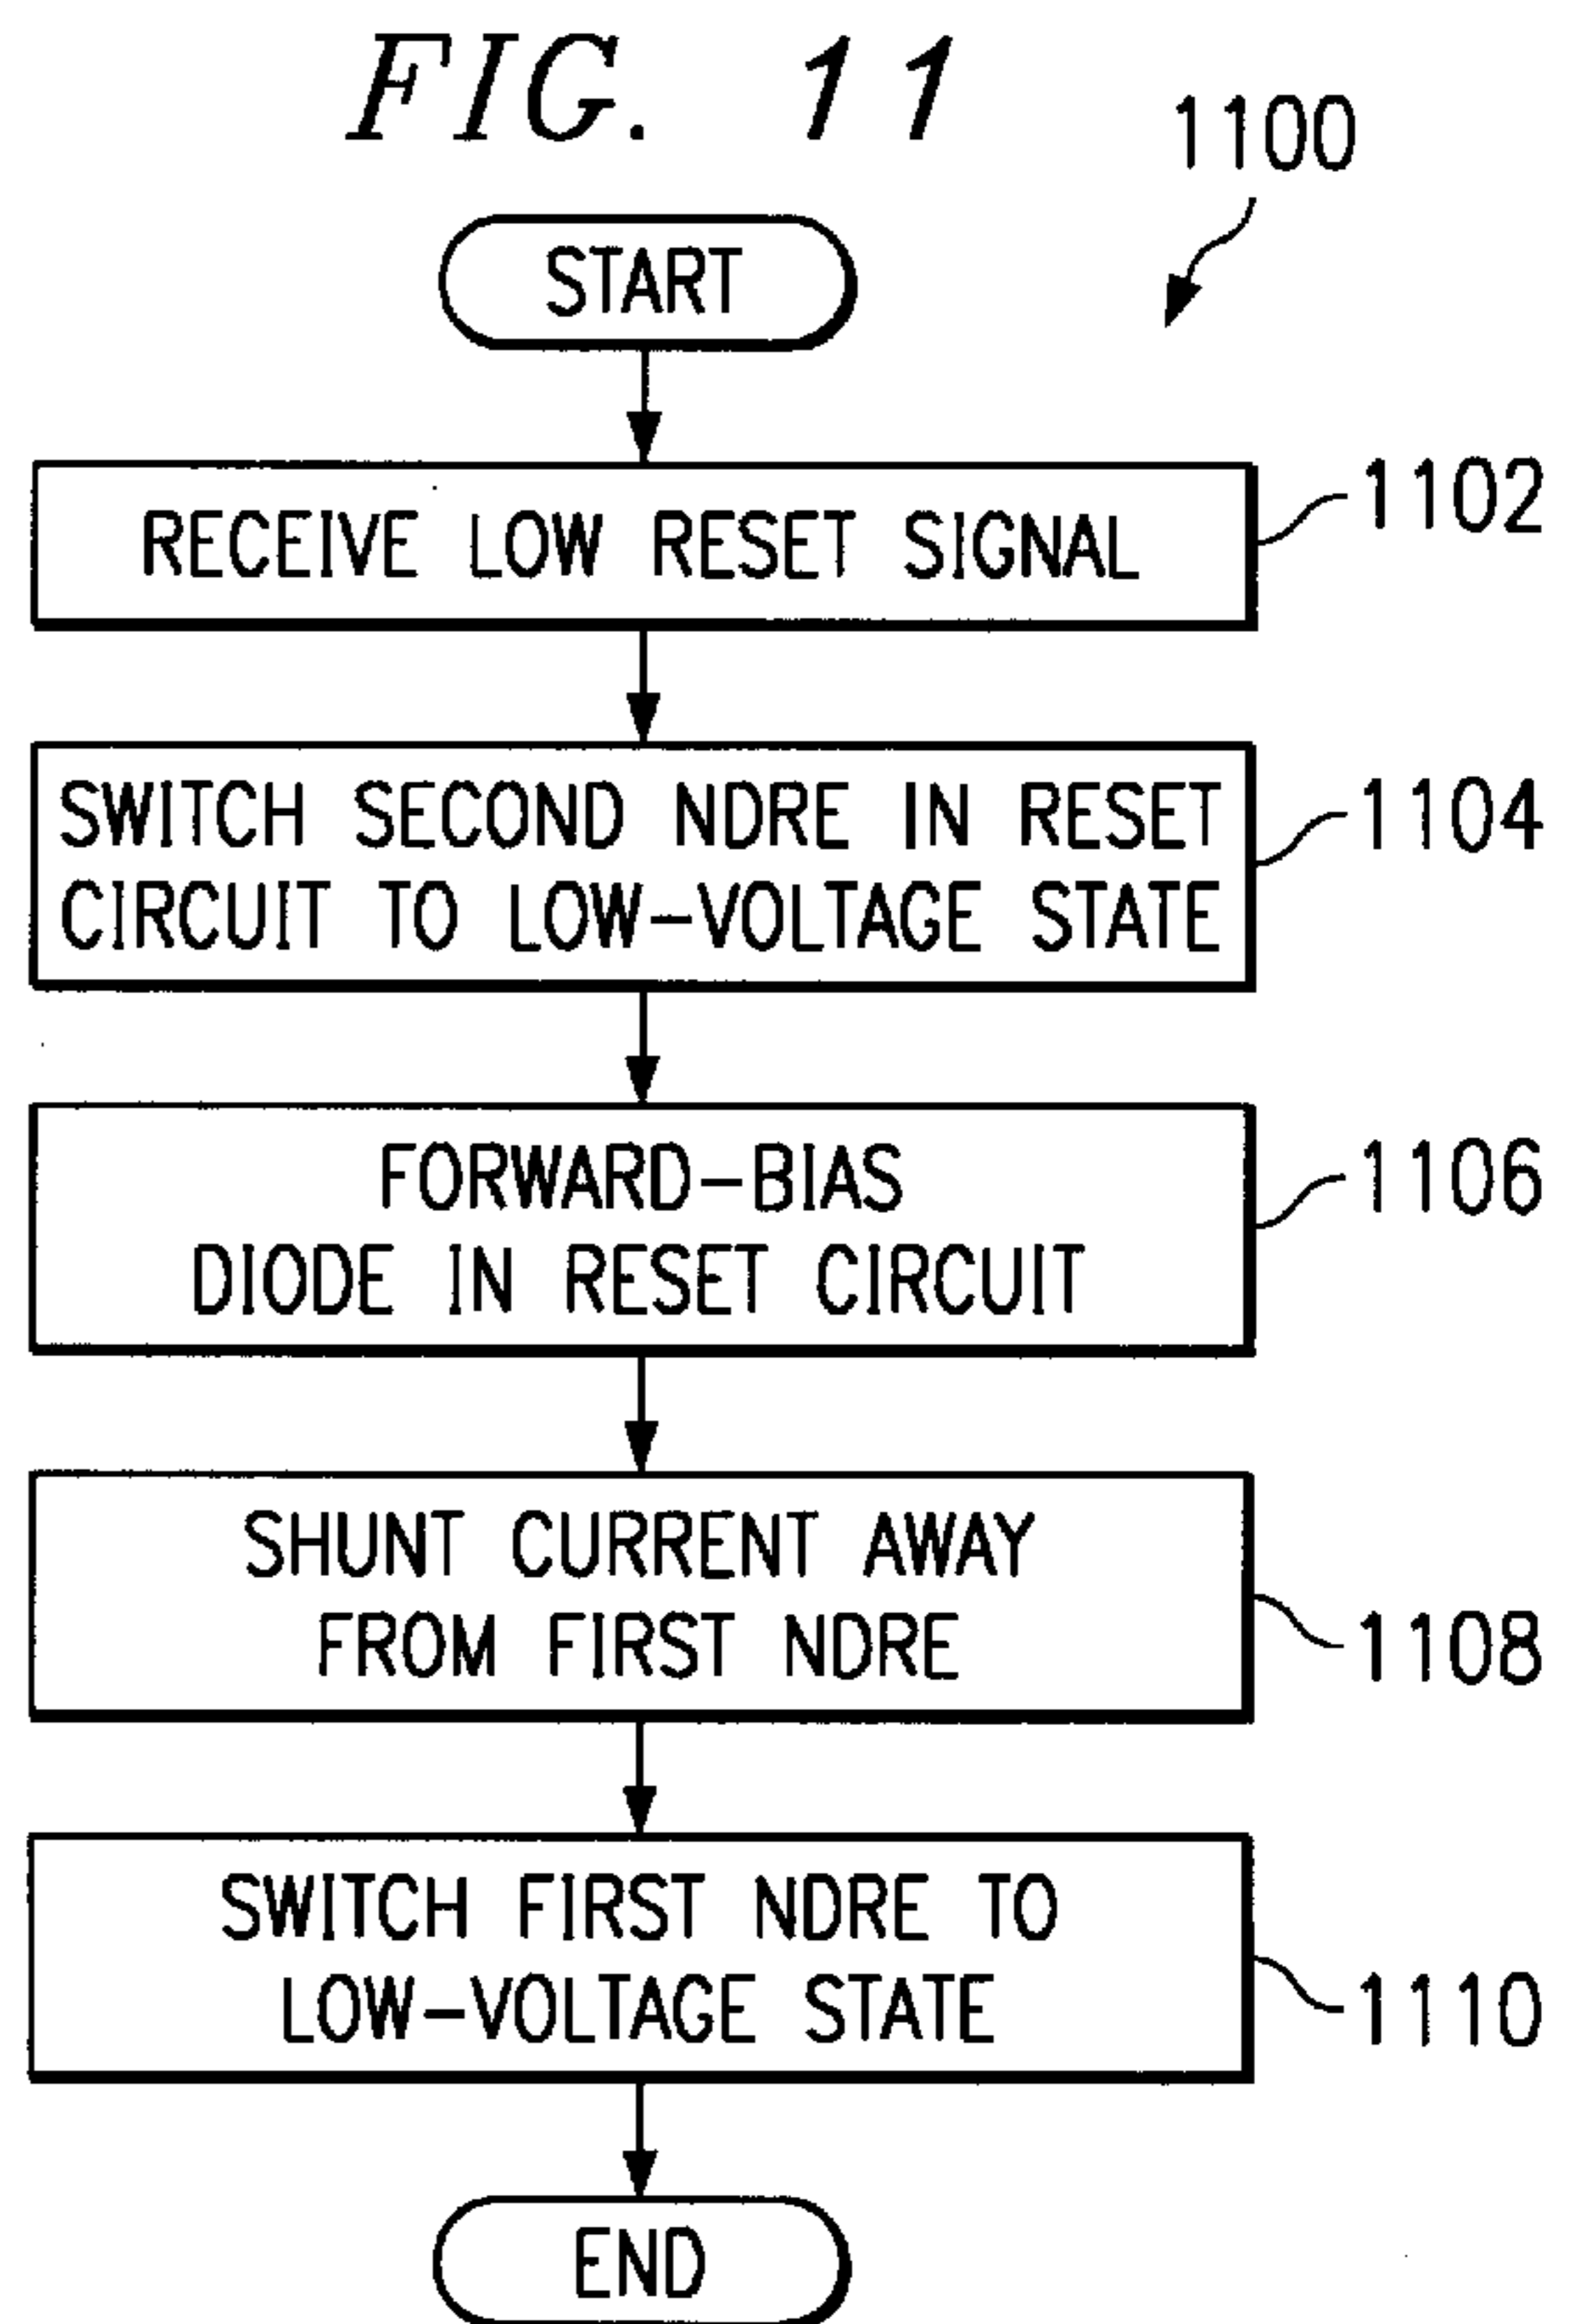 FIG. 11
1100
START
RECEIVE LOW RESET SIGNAL
1102
SWITCH SECOND NDRE IN RESET
CIRCUIT TO LOW-VOLTAGE STATE
1104
FORWARD-BIAS
DIODE IN RESET CIRCUIT
1106
SHUNT CURRENT AWAY
FROM FIRST NDRE
1108
SWITCH FIRST NDRE TO
LOW-VOLTAGE STATE
1110
END